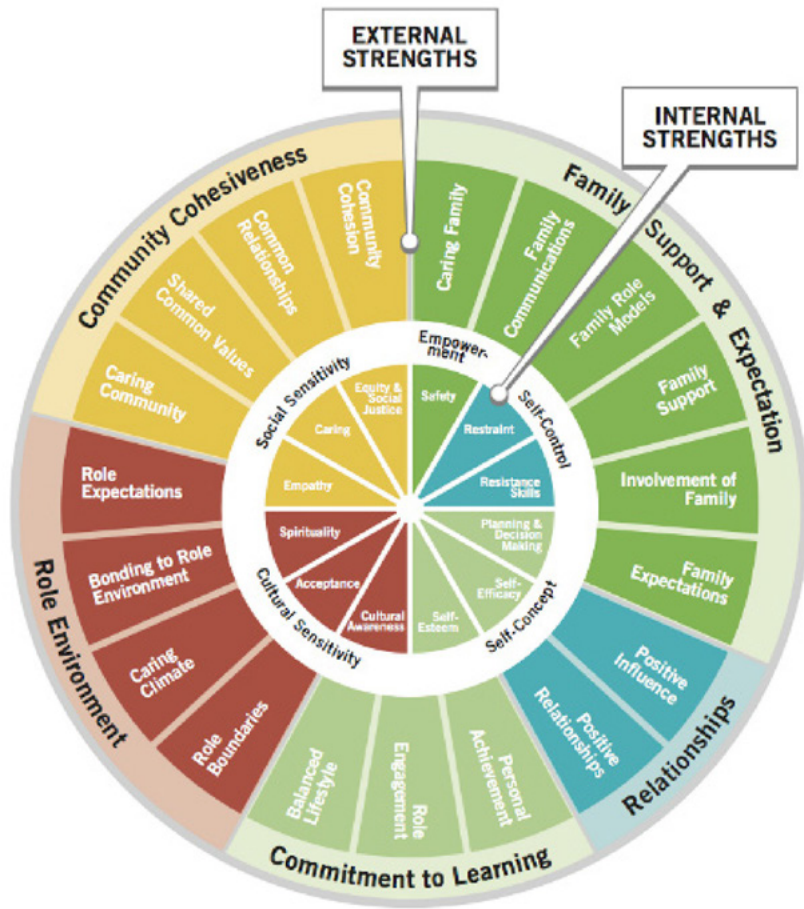 EXTERNAL
STRENGTHS
INTERNAL
STRENGTHS
Community Cohesiveness
Community
Cohesion
Common
Relationships
Shared
Common Values
Caring
Community
Family Support & Expectation
Caring Family
Family
Communications
Family Role
Models
Family
Support
Involvement of
Family
Family
Expectations
Relationships
Positive
Influence
Positive
Relationships
Commitment to Learning
Personal
Achievement
Role
Engagement
Balanced
Lifestyle
Role Environment
Role
Expectations
Bonding to Role
Environment
Caring
Climate
Role
Boundaries
Social Sensitivity
Equity &
Social
Justice
Caring
Empathy
Empower-
ment
Safety
Self-Control
Restraint
Resistance
Skills
Self-Concept
Planning &
Decision
Making
Self-
Efficacy
Self-
Esteem
Cultural Sensitivity
Cultural
Awareness
Acceptance
Spirituality